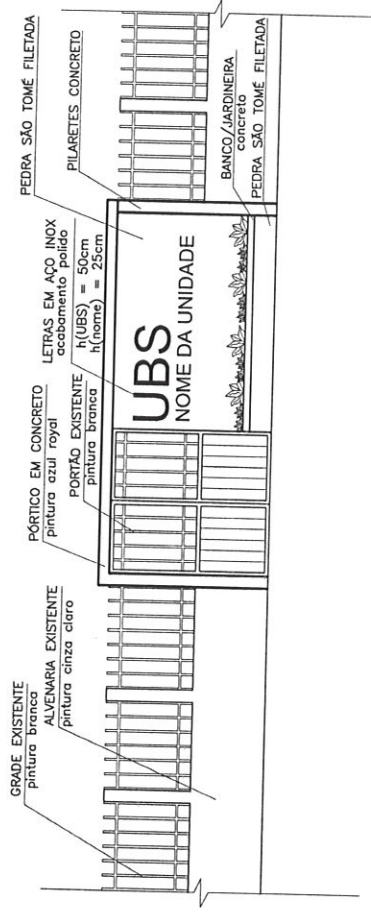 GRADE EXISTENTE
pintura branca
ALVENARIA EXISTENTE
pintura cinza claro
PÓRTICO EM CONCRETO
pintura azul royal
PORTÃO EXISTENTE
pintura branca
LETRAS EM AÇO INOX
acabamento polido
h(UBS) = 50cm
h(nome) = 25cm
UBS
NOME DA UNIDADE
PEDRA SÃO TOMÉ FILETADA
PILARETES CONCRETO
BANCO/JARDINEIRA
concreto
PEDRA SÃO TOMÉ FILETADA